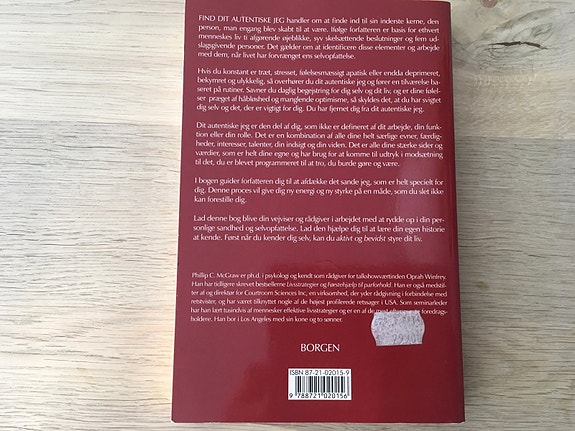 FIND DIT AUTENTISKE JEG handler om at finde ind til sin inderste kerne, den
person, man engang blev skabt til at være. Ifølge forfatteren er basis for ethvert
menneskes liv ti afgørende øjeblikke, syv skelsættende beslutninger og fem ud-
slagsgivende personer. Det gælder om at identificere disse elementer og arbejde
med dem, når livet har forvrænget ens selvopfattelse.
Hvis du konstant er træt, stresset, følelsesmæssigt apatisk eller endda deprimeret,
bekymret og ulykkelig, så overhører du dit autentiske jeg og fører en tilværelse ba-
seret på rutiner. Savner du daglig begejstring for dig selv og dit liv, og er dine følel-
ser præget af håbløshed og manglende optimisme, så skyldes det, at du har svigtet
dig selv og det, der er vigtigt for dig. Du har fjernet dig fra dit autentiske jeg.
Dit autentiske jeg er den del af dig, som ikke er defineret af dit arbejde, din funk-
tion eller din rolle. Det er en kombination af alle dine helt særlige evner, færdig-
heder, interesser, talenter, din indsigt og din viden. Det er alle dine stærke sider og
værdier, som er helt dine egne og har brug for at komme til udtryk i modsætning
til det, du er blevet programmeret til at tro, du burde gøre og være.
I bogen guider forfatteren dig til at afdække det sande jeg, som er helt specielt for
dig. Denne proces vil give dig ny energi og ny styrke på en måde, som du slet ikke
kan forestille dig.
Lad denne bog blive din vejviser og rådgiver i arbejdet med at rydde op i din per-
sonlige sandhed og selvopfattelse. Lad den hjælpe dig til at lære din egen historie
at kende. Først når du kender dig selv, kan du aktivt og bevidst styre dit liv.
Phillip C. McGraw er ph.d. i psykologi og kendt som rådgiver for talkshowværtinden Oprah Winfrey.
Han har tidligere skrevet bestsellerne Livsstrategier og Førstehjælp til parforhold. Han er også medstif-
ter af og direktør for Courtroom Sciences Inc, en virksomhed, der yder rådgivning i forbindelse med
retstvister, og har været tilknyttet nogle af de højest profilerede retssager i USA. Som seminarleder
har han lært tusindvis af mennesker effektive livsstrategier og er en af de mest foredrags-
holdere. Han bor i Los Angeles med sin kone og to sønner.
BORGEN
ISBN 87-21-02015-9
9 788721 020156